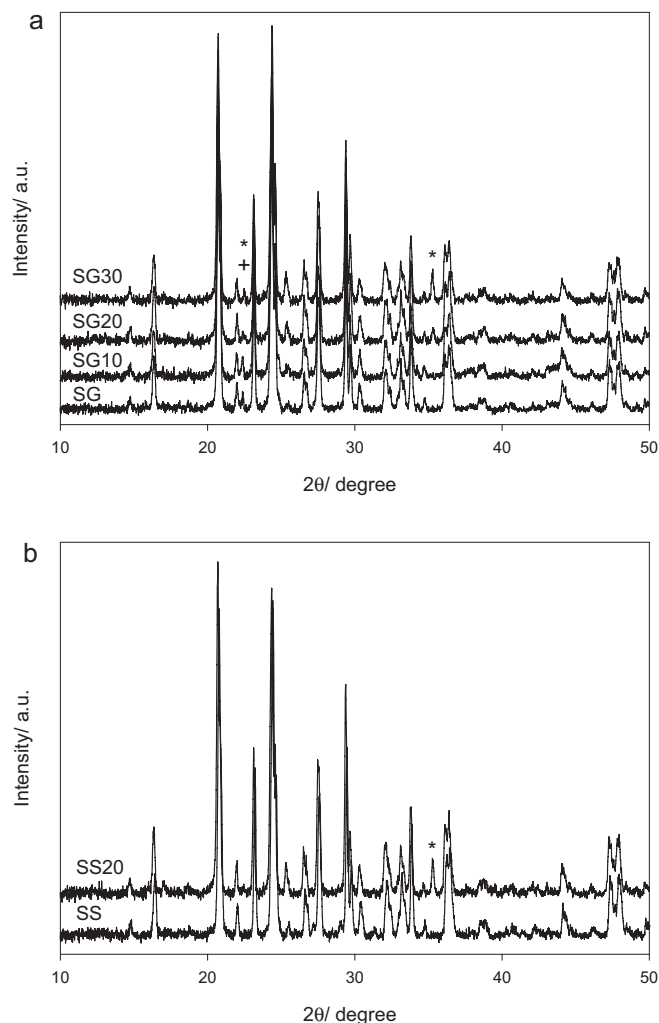 a
Intensity/ a.u.
*
+
*
SG30
SG20
SG10
SG
10 20 30 40 50
2θ/ degree
b
Intensity/ a.u.
*
SS20
SS
10 20 30 40 50
2θ/ degree